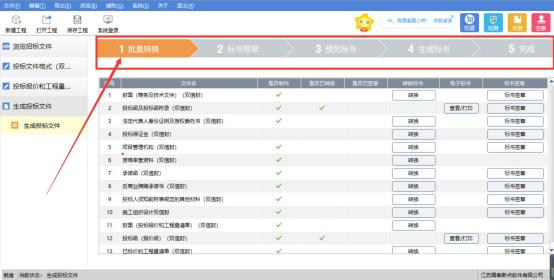 文件(F) 编辑(E) 导出(E) 浏览(B) 辅助(U) 系统(S) 关于 退出(X)
新建工程 打开工程 保存工程 系统登录
Hi, 我是客服(榜) 点我留言
浏览招标文件
投标文件格式（双...
投标报价和工程量...
生成投标文件
生成投标文件
1 批量转换 2 标书签章 3 预览标书 4 生成标书 5 完成
序号 文件名 是否制作 是否已转换 是否已签章 转换标书 电子标书 标书签章
1 封面（商务及技术文件）（双信封） 转换 标书签章
2 投标函及投标函附录（双信封） 查看/打印 标书签章
3 法定代表人身份证明及授权委托书（双信封） 转换 标书签章
4 投标保证金（双信封） 标书签章
5 项目管理机构（双信封） 转换 标书签章
6 资格审查资料（双信封） 转换
7 承诺函（双信封） 转换 标书签章
8 反商业贿赂承诺书（双信封） 转换 标书签章
9 投标人须知前附表规定的其他材料（双信封） 转换 标书签章
10 施工组织设计双信封 转换 标书签章
11 封面（投标报价和工程量清单）（双信封） 转换 标书签章
12 投标函（报价函）（双信封） 查看/打印 标书签章
13 已标价的工程量清单（双信封） 转换 标书签章
就绪 当前状态： 生成投标文件 江苏国泰新点软件有限公司